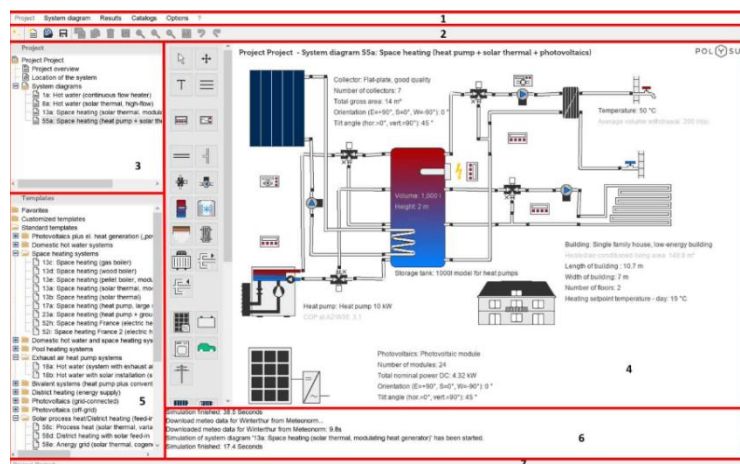 Project System diagram Results Catalogs Options ?
1
2
Project
Project Project
Project overview
Location of the system
System diagrams
1a: Hot water (continuous flow heater)
8a: Hot water (solar thermal, high-flow)
13a: Space heating (solar thermal, modula
55a: Space heating (heat pump + solar the
3
Templates
Favorites
Customized templates
Standard templates
Photovoltaics plus el. heat generation (
Domestic hot water systems
Space heating systems
13c: Space heating (gas boiler)
13d: Space heating (wood boiler)
13e: Space heating (pellet boiler, modu
13a: Space heating (solar thermal, mod
13b: Space heating (solar thermal)
17a: Space heating (heat pump, large s
23a: Space heating (heat pump + grou
52h: Space heating France (electric he
52i: Space heating France 2 (electric h
Domestic hot water and space heating sys
Pool heating systems
Exhaust air heat pump systems
18a: Hot water (system with exhaust ai
18b: Hot water with solar installation (s
Bivalent systems (heat pump plus convent
District heating (energy supply)
5
Photovoltaics (grid-connected)
Photovoltaics (off-grid)
Solar process heat/District heating (feed-in
56c: Process heat (solar thermal, varia
58d: District heating with solar feed-in
58e: Anergy grid (solar thermal, cogene
Project Project - System diagram 55a: Space heating (heat pump + solar thermal + photovoltaics)
POLYSU
Collector: Flat-plate, good quality
Number of collectors: 7
Total gross area: 14 m²
Orientation (E=+90°, S=0°, W=-90°): 0 °
Tilt angle (hor.=0°, vert.=90°): 45 °
Temperature: 50 °C
Average volume withdrawal: 200 l/day
Volume: 1,000 l
Height: 2 m
Storage tank: 1000l model for heat pumps
Heat pump: Heat pump 10 kW
COP at A2/W35: 3.1
Building: Single family house, low-energy building
Heated/air-conditioned living area: 149.8 m²
Length of building : 10.7 m
Width of building: 7 m
Number of floors: 2
Heating setpoint temperature - day: 15 °C
Photovoltaics: Photovoltaic module
Number of modules: 24
Total nominal power DC: 4.32 kW
Orientation (E=+90°, S=0°, W=-90°): 0 °
Tilt angle (hor.=0°, vert.=90°): 45 °
4
Simulation finished: 38.5 Seconds
Download meteo data for Winterthur from Meteonorm...
Downloaded meteo data for Winterthur from Meteonorm: 9.8s
Simulation of system diagram '13a: Space heating (solar thermal, modulating heat generator)' has been started.
Simulation finished: 17.4 Seconds
6
7